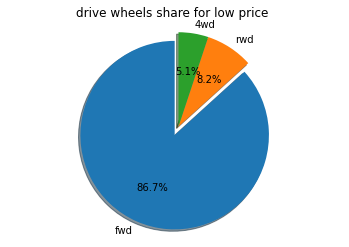 drive wheels share for low price
4wd
rwd
5.1%
8.2%
86.7%
fwd